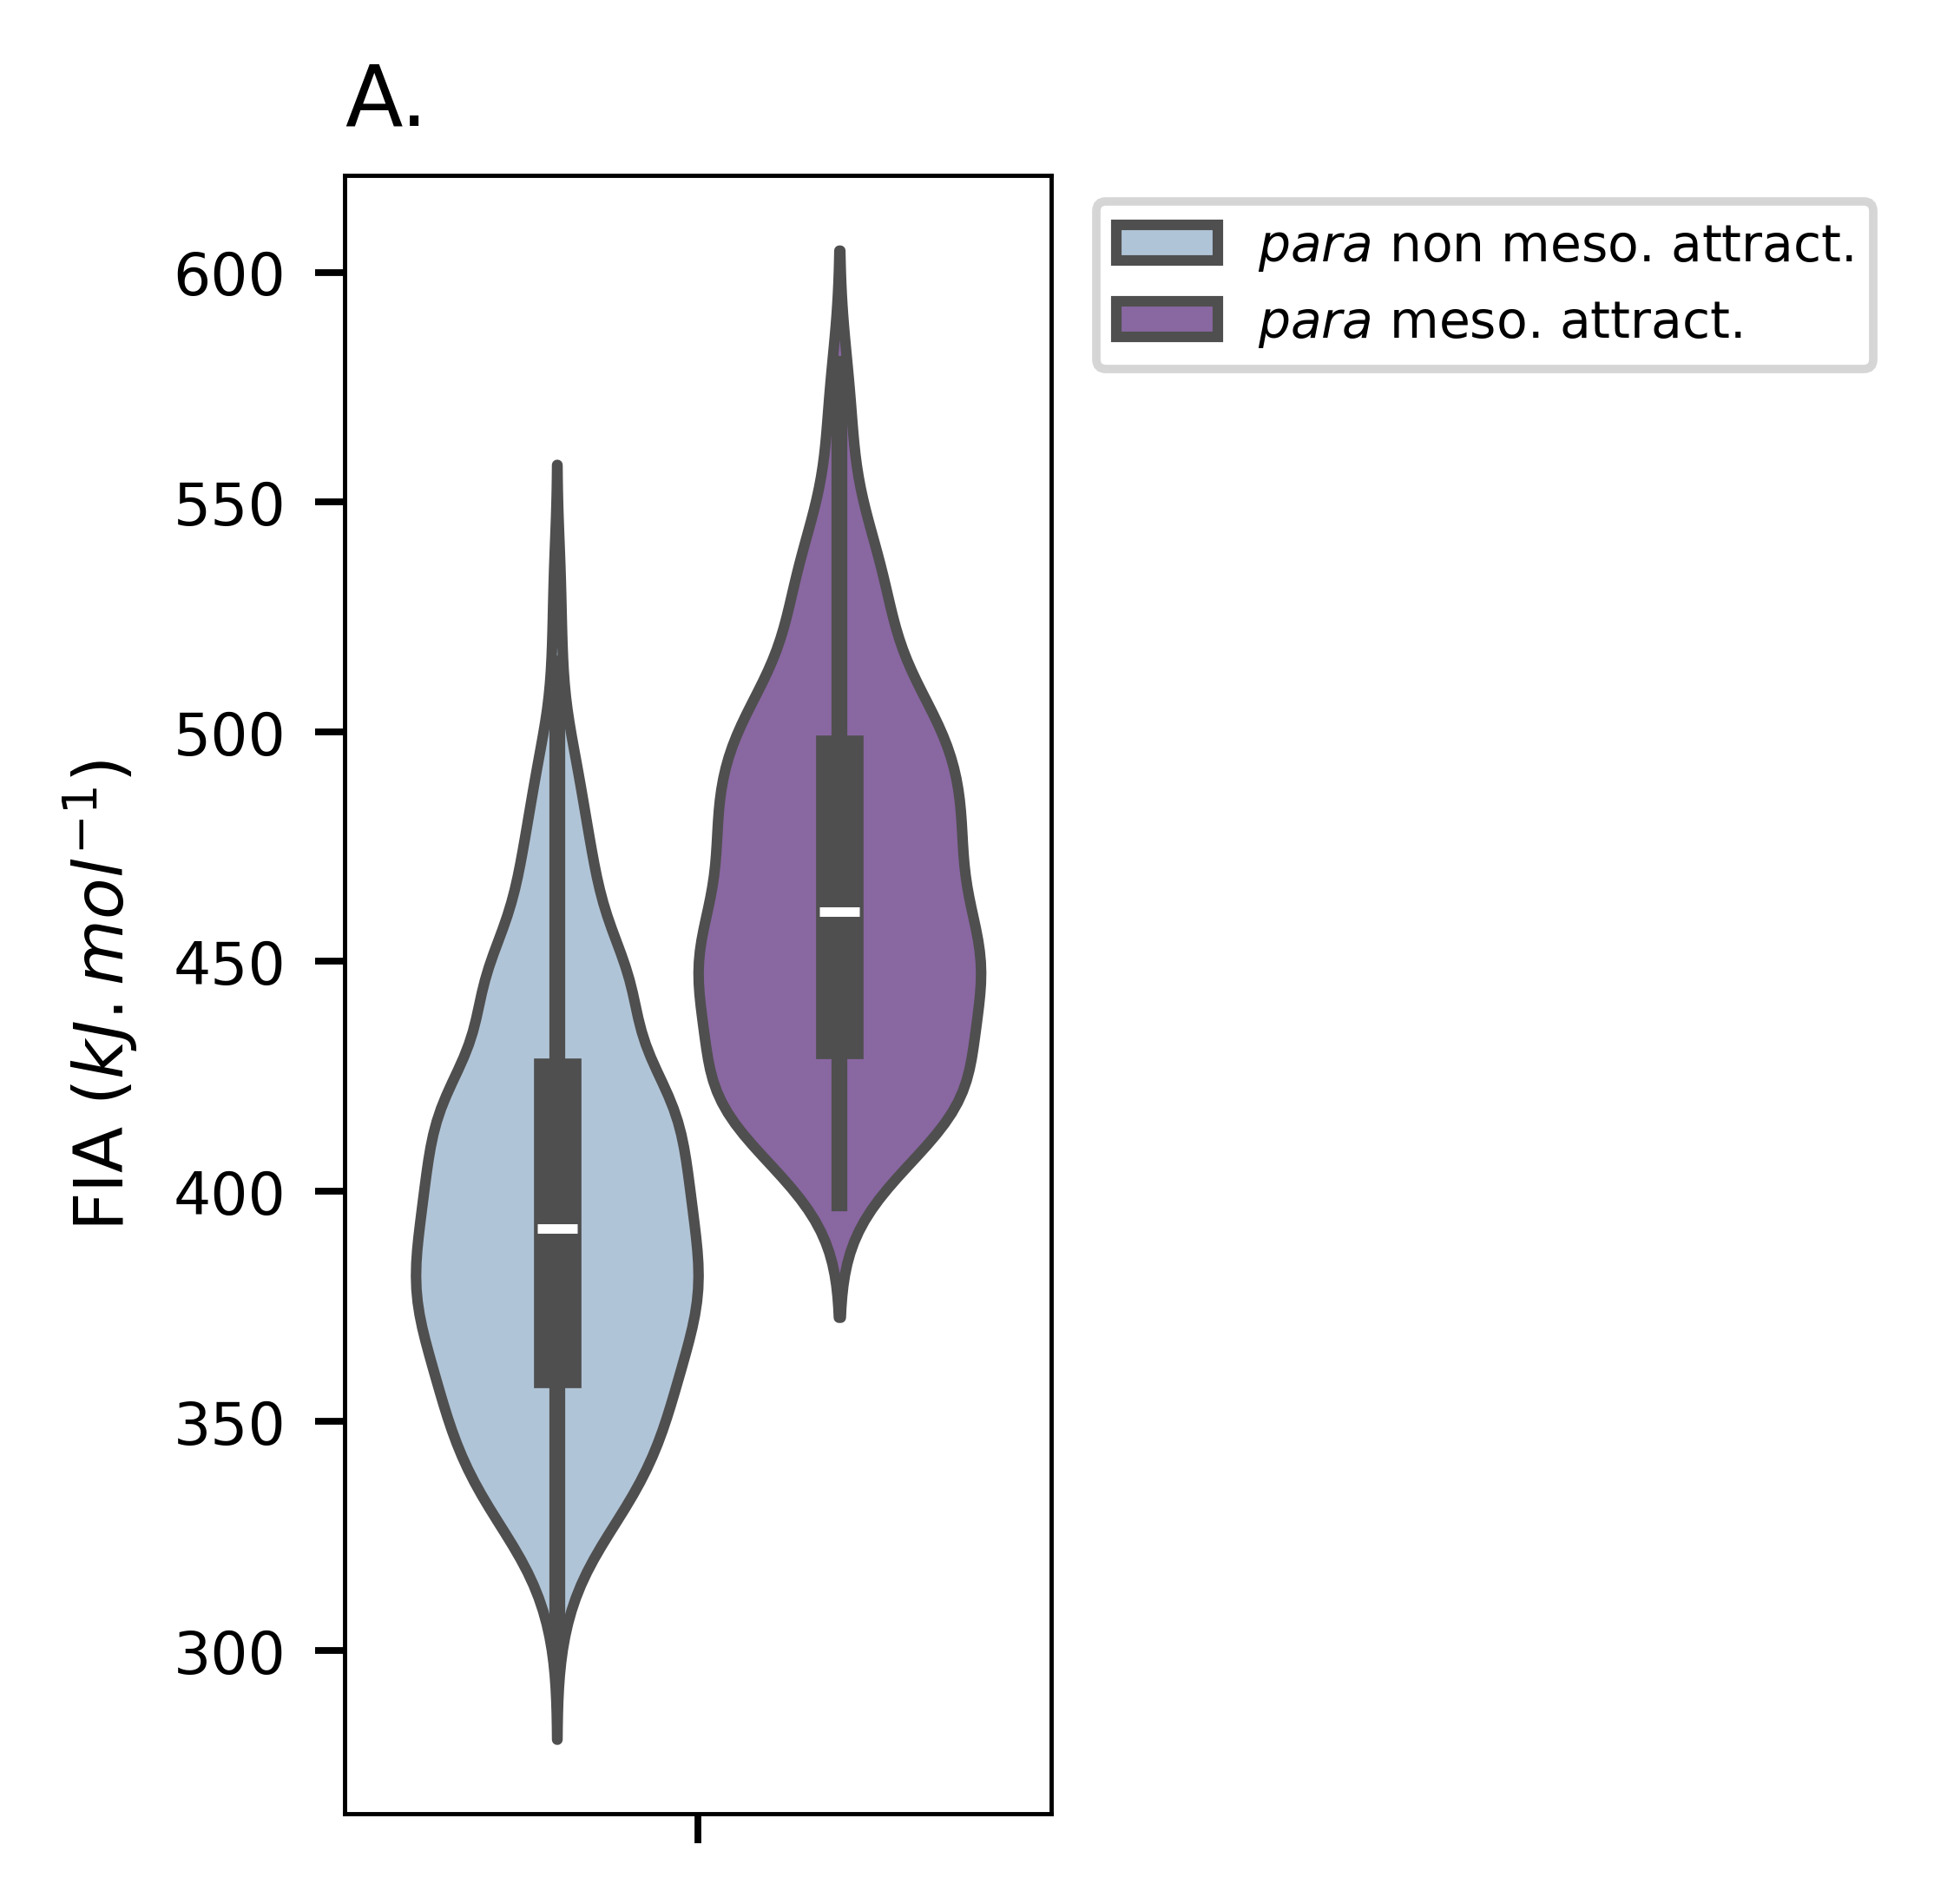 A.
FIA (kJ.mol⁻¹)
600
550
500
450
400
350
300
para non meso. attract.
para meso. attract.